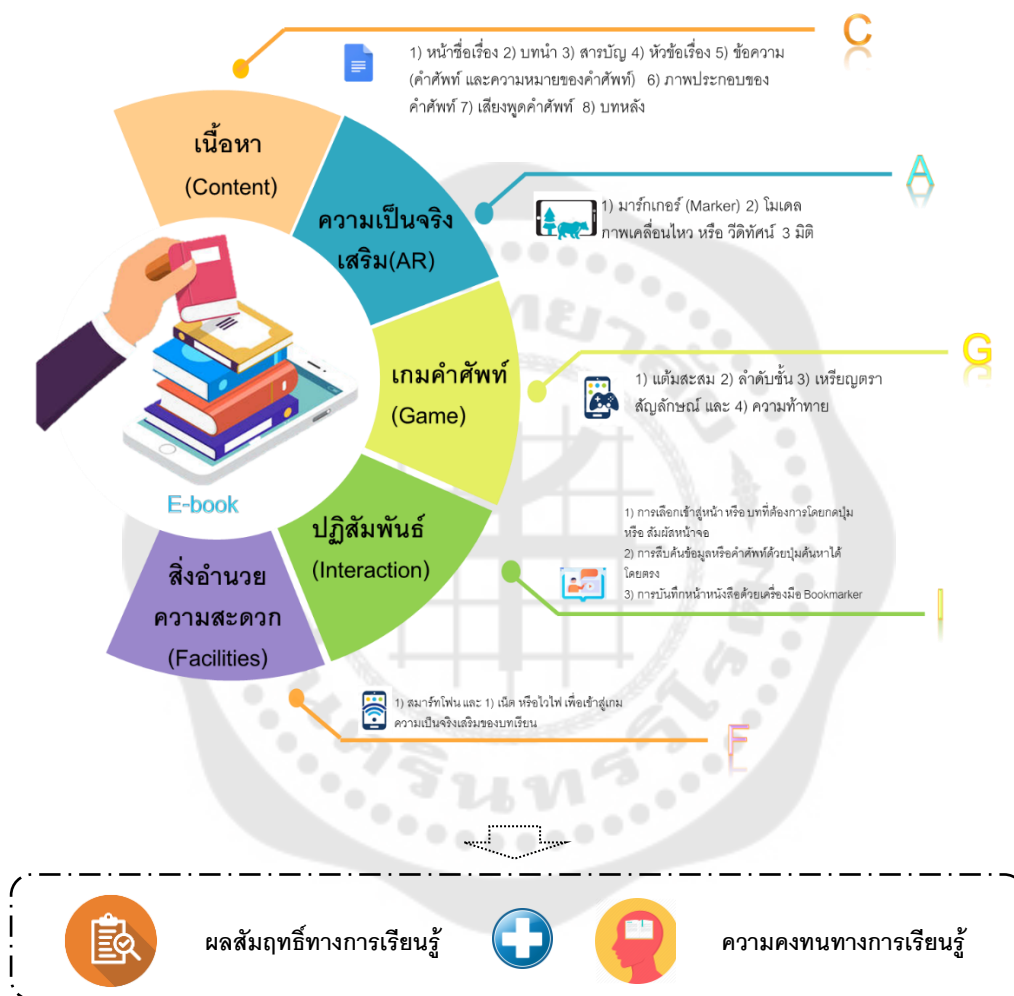 C
1) หน้าชื่อเรื่อง 2) บทนำ 3) สารบัญ 4) หัวข้อเรื่อง 5) ข้อความ
(คำศัพท์ และความหมายของคำศัพท์) 6) ภาพประกอบของ
คำศัพท์ 7) เสียงพูดคำศัพท์ 8) บทหลัง
เนื้อหา
(Content)
A
1) มาร์กเกอร์ (Marker) 2) โมเดล
ภาพเคลื่อนไหว หรือ วีดิทัศน์ 3 มิติ
ความเป็นจริง
เสริม(AR)
G
1) แต้มสะสม 2) ลำดับชั้น 3) เหรียญตรา
สัญลักษณ์ และ 4) ความท้าทาย
เกมคำศัพท์
(Game)
E-book
I
1) การเลือกเข้าสู่หน้า หรือ บทที่ต้องการโดยกดปุ่ม
หรือ สัมผัสหน้าจอ
2) การสืบค้นข้อมูลหรือคำศัพท์ด้วยปุ่มค้นหาได้
โดยตรง
3) การบันทึกหน้าหนังสือด้วยเครื่องมือ Bookmarker
ปฏิสัมพันธ์
(Interaction)
สิ่งอำนวย
ความสะดวก
(Facilities)
1) สมาร์ทโฟน และ 1) เน็ต หรือไวไฟ เพื่อเข้าสู่เกม
ความเป็นจริงเสริมของบทเรียน
F
ผลสัมฤทธิ์ทางการเรียนรู้
ความคงทนทางการเรียนรู้